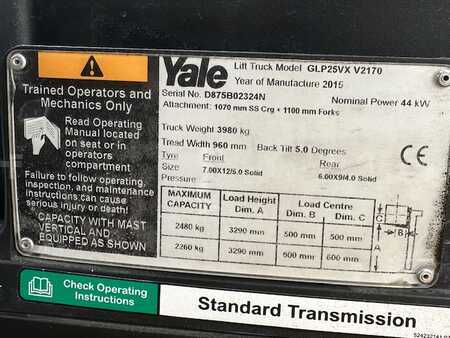 Trained Operators and
Mechanics Only
Read Operating
Manual located
on seat or in
operators
compartment
Failure to follow operating,
inspection, and maintenance
instructions can cause
serious injury or death!
CAPACITY WITH MAST
VERTICAL AND
EQUIPPED AS SHOWN
Yale
Lift Truck Model GLP25VX V2170
Year of Manufacture 2015
Serial No. D875B02324N Nominal Power 44 kW
Attachment: 1070 mm SS Crg + 1100 mm Forks
Truck Weight 3980 kg
Tread Width 960 mm Back Tilt 5.0 Degrees
Tyre Front Rear
Size 7.00X12/5.0 Solid 6.00X9/4.0 Solid
Pressure
MAXIMUM CAPACITY Load Height Dim. A Load Centre Dim. B Dim. C
2480 kg 3290 mm 500 mm 500 mm
2260 kg 3290 mm 600 mm 600 mm
CE
C
B
A
Check Operating
Instructions
Standard Transmission